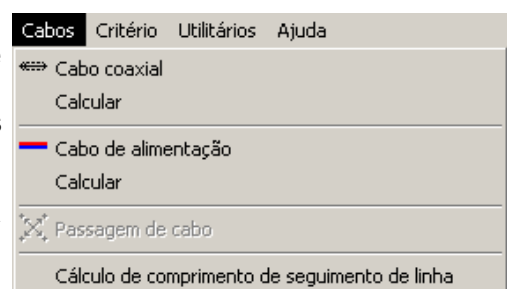 Cabos Critério Utilitários Ajuda
Cabo coaxial
Calcular
Cabo de alimentação
Calcular
Passagem de cabo
Cálculo de comprimento de seguimento de linha